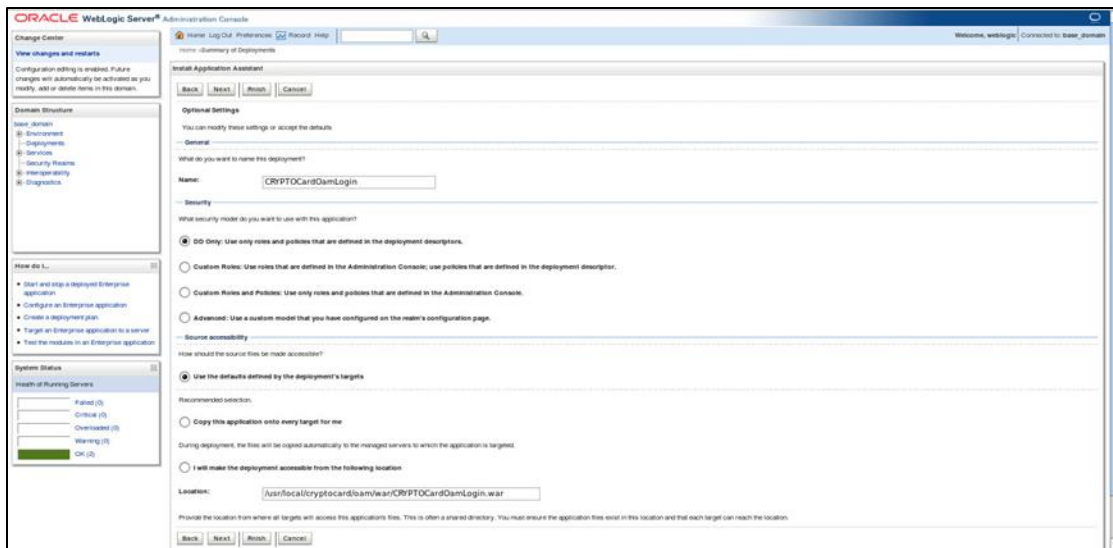 ORACLE WebLogic Server® Administration Console
Change Center
View changes and restarts
Configuration editing is enabled. Future
changes will automatically be activated as you
modify, add or delete items in this domain.
Domain Structure
base_domain
Environment
Deployments
Services
Security Realms
Interoperability
Diagnostics
How do I...
Start and stop a deployed Enterprise
application
Configure an Enterprise application
Create a deployment plan
Target an Enterprise application to a server
Test the modules in an Enterprise application
System Status
Health of Running Servers
Failed (0)
Critical (0)
Overloaded (0)
Warning (0)
OK (2)
Home Log Out Preferences Record Help
Welcome, weblogic Connected to: base_domain
Home >Summary of Deployments
Install Application Assistant
Back Next Finish Cancel
Optional Settings
You can modify these settings or accept the defaults
General
What do you want to name this deployment?
Name: CRYPTOCardOamLogin
Security
What security model do you want to use with this application?
DD Only: Use only roles and policies that are defined in the deployment descriptors.
Custom Roles: Use roles that are defined in the Administration Console; use policies that are defined in the deployment descriptor.
Custom Roles and Policies: Use only roles and policies that are defined in the Administration Console.
Advanced: Use a custom model that you have configured on the realm's configuration page.
Source accessibility
How should the source files be made accessible?
Use the defaults defined by the deployment's targets
Recommended selection.
Copy this application onto every target for me
During deployment, the files will be copied automatically to the managed servers to which the application is targeted.
I will make the deployment accessible from the following location
Location: /usr/local/cryptocard/oam/war/CRYPTOCardOamLogin.war
Provide the location from where all targets will access this application's files. This is often a shared directory. You must ensure the application files exist in this location and that each target can reach the location.
Back Next Finish Cancel